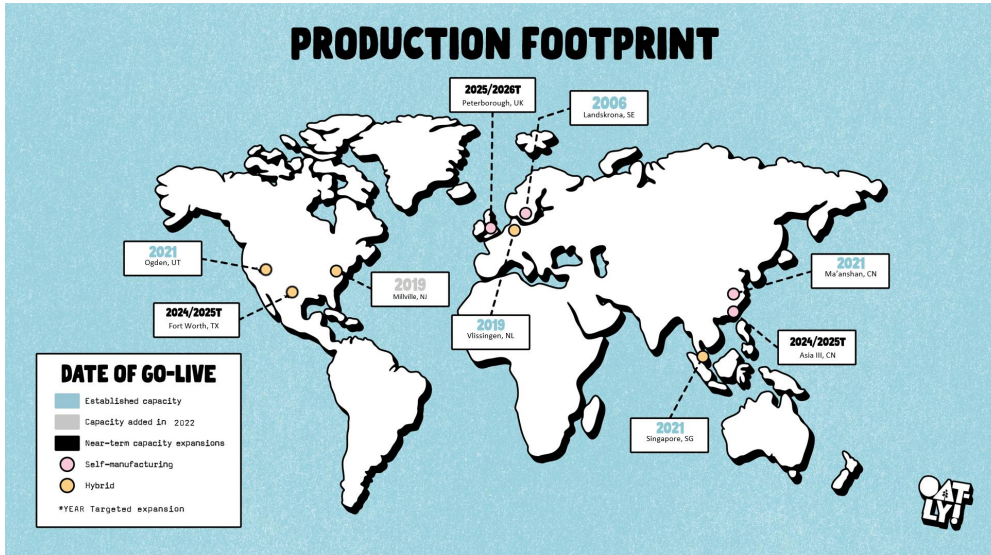 PRODUCTION FOOTPRINT
2025/2026T
Peterborough, UK
2006
Landskrona, SE
2021
Ogden, UT
2019
Millville, NJ
2024/2025T
Fort Worth, TX
2019
Vlissingen, NL
2021
Ma'anshan, CN
2024/2025T
Asia III, CN
2021
Singapore, SG
DATE OF GO-LIVE
Established capacity
Capacity added in 2022
Near-term capacity expansions
Self-manufacturing
Hybrid
*YEAR Targeted expansion
OAT-
LY!